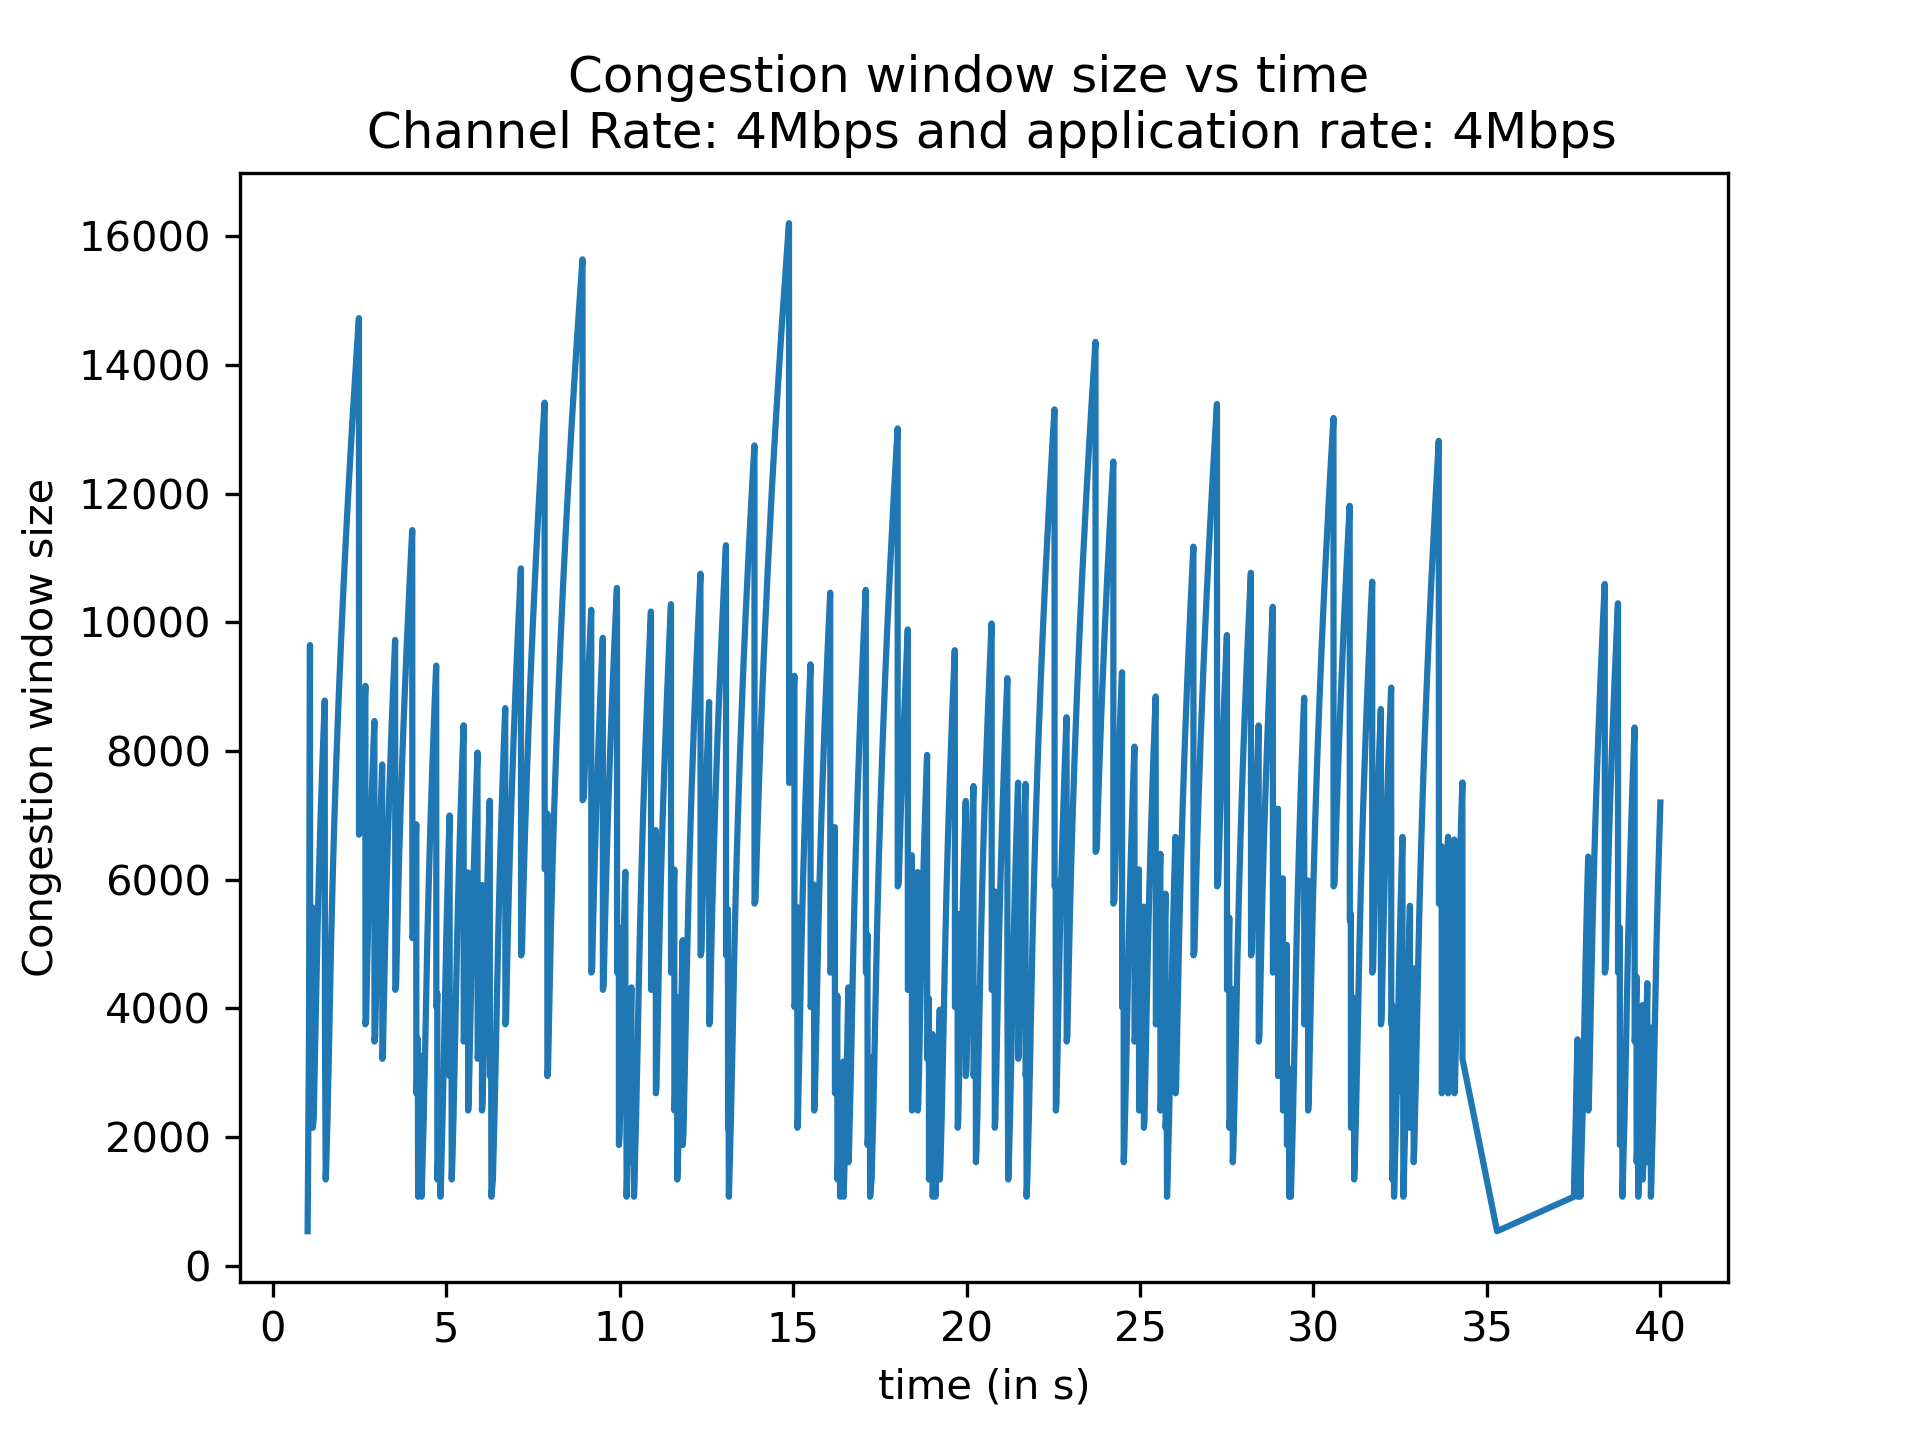 Congestion window size vs time
Channel Rate: 4Mbps and application rate: 4Mbps
Congestion window size
16000
14000
12000
10000
8000
6000
4000
2000
0
0 5 10 15 20 25 30 35 40
time (in s)